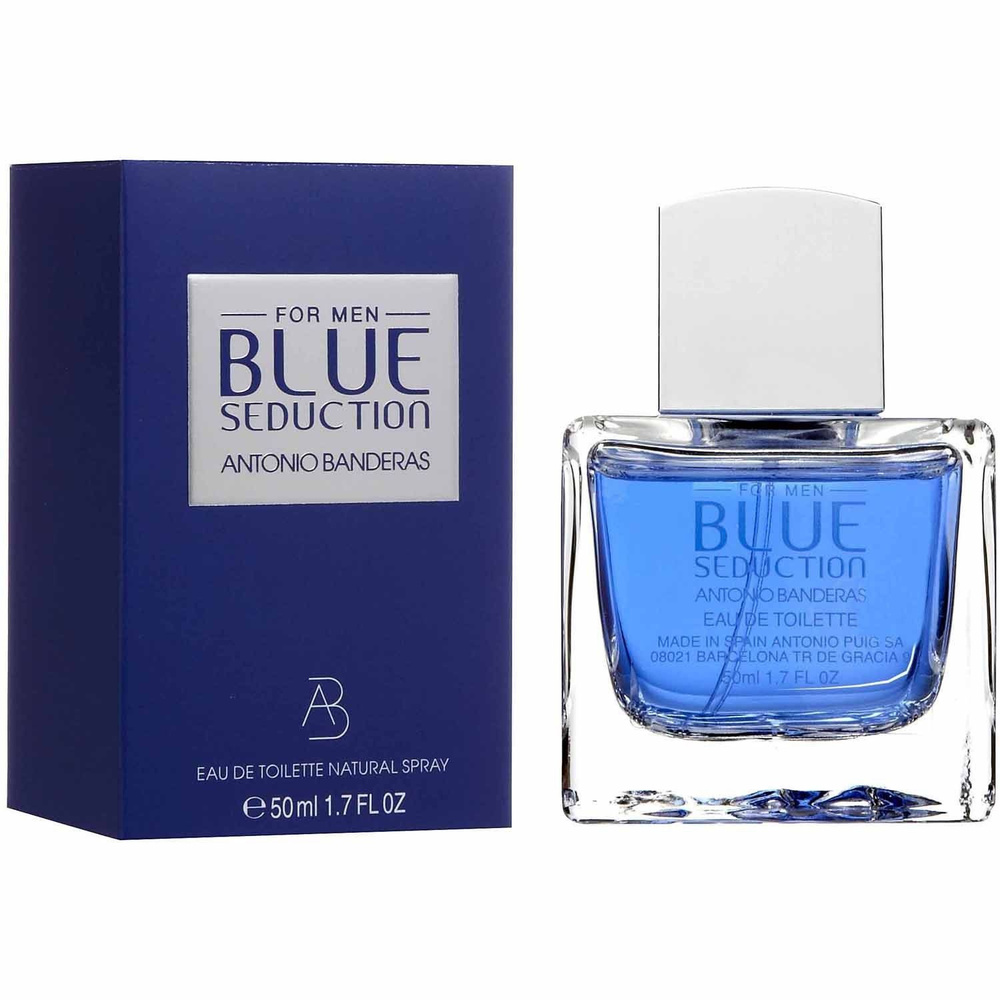 FOR MEN
BLUE
SEDUCTION
ANTONIO BANDERAS
AB
EAU DE TOILETTE NATURAL SPRAY
℮50ml 1.7 FL OZ
FOR MEN
BLUE
SEDUCTION
ANTONIO BANDERAS
EAU DE TOILETTE
MADE IN SPAIN ANTONIO PUIG SA
08021 BARCELONA TR DE GRACIA 9
50ml 1.7 FL OZ